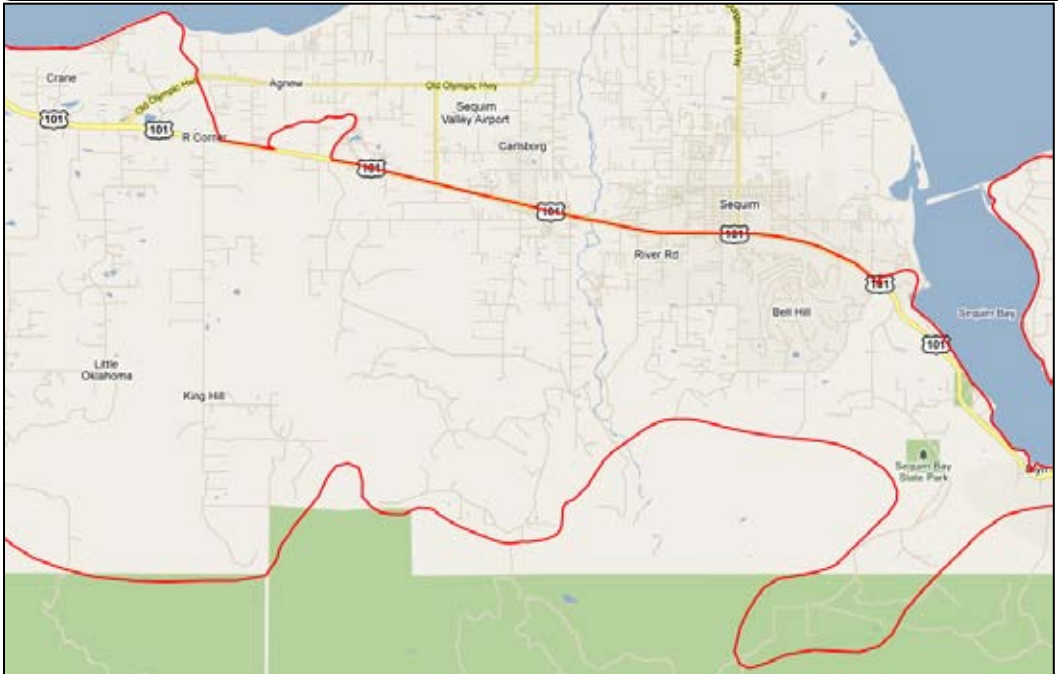 Crane
Old Olympic Hwy
Agnew
Old Olympic Hwy
101
101
R Corner
Sequim
Valley Airport
Carlsborg
101
101
Sequim
101
River Rd
101
Bell Hill
Sequim Bay
101
Little
Oklahoma
King Hill
Sequim Bay
State Park